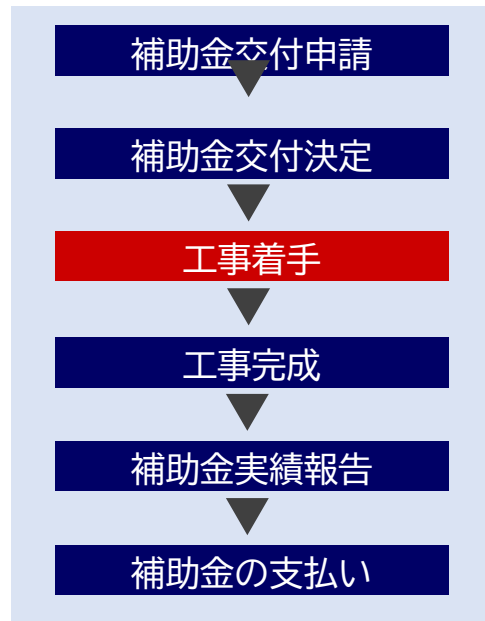 補助金交付申請
補助金交付決定
工事着手
工事完成
補助金実績報告
補助金の支払い